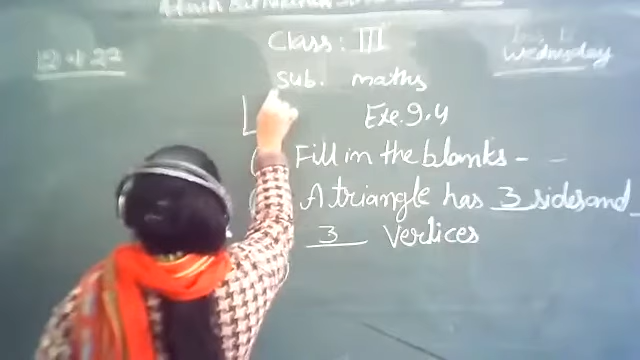 Class : III
12.1.22
Wednesday
Sub. maths
Exe. 9.4
Fill in the blanks - -
A triangle has 3 sides and
3 Vertices